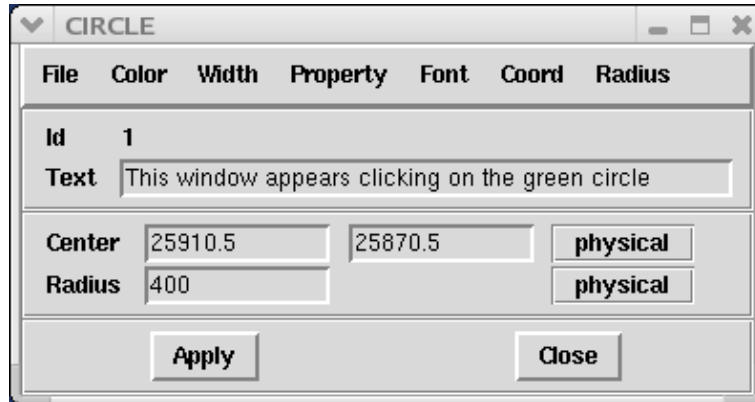 CIRCLE
File Color Width Property Font Coord Radius
Id 1
Text This window appears clicking on the green circle
Center 25910.5 25870.5 physical
Radius 400 physical
Apply Close